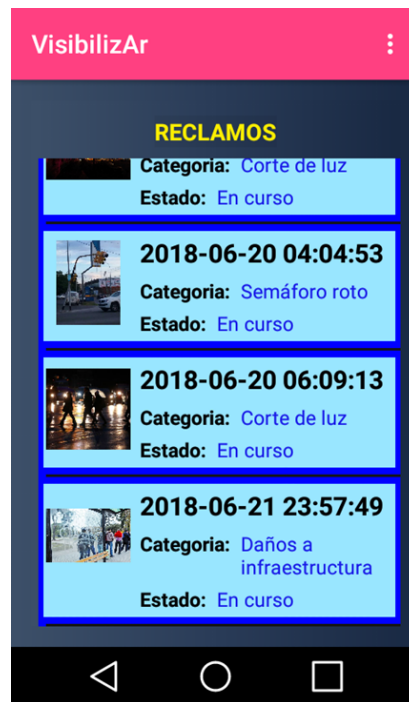 VisibilizAr
RECLAMOS
Categoria: Corte de luz
Estado: En curso
2018-06-20 04:04:53
Categoria: Semáforo roto
Estado: En curso
2018-06-20 06:09:13
Categoria: Corte de luz
Estado: En curso
2018-06-21 23:57:49
Categoria: Daños a
infraestructura
Estado: En curso